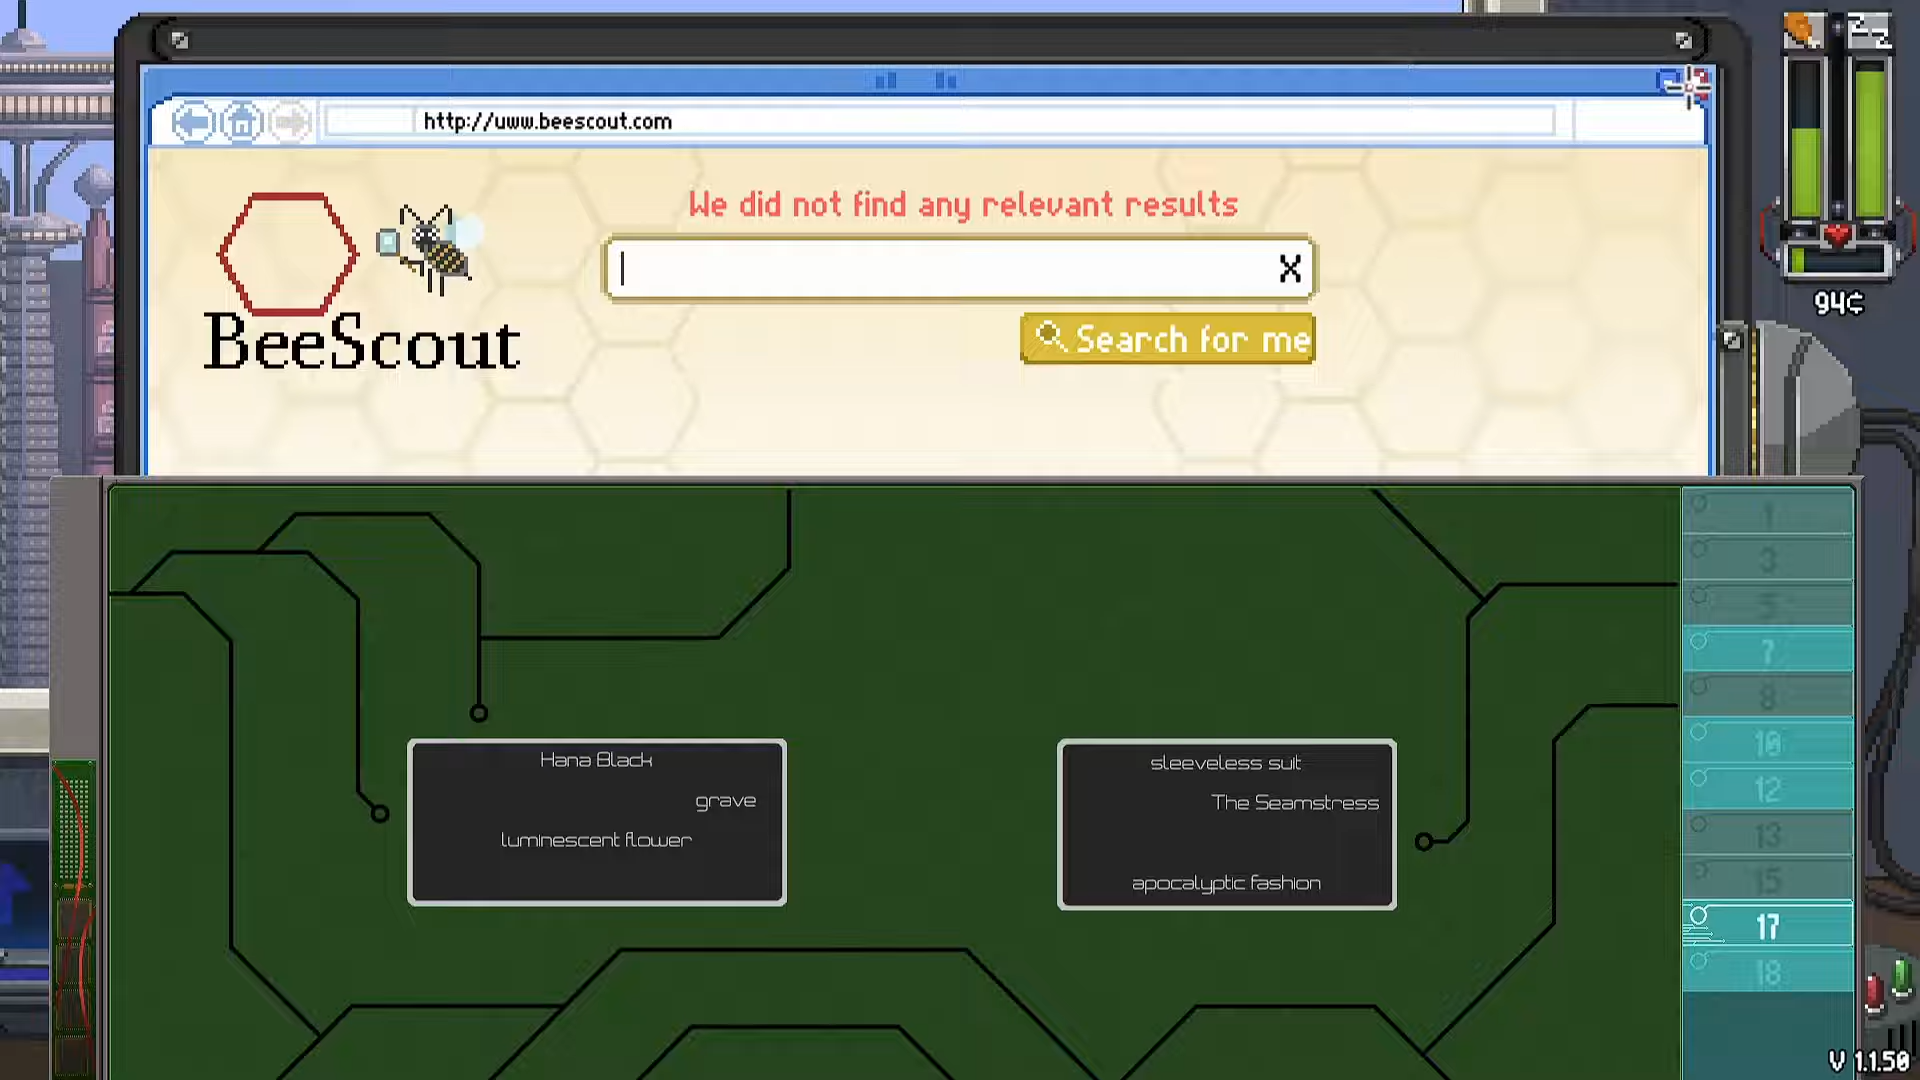 http://uww.beescout.com
We did not find any relevant results
X
Search for me
BeeScout
94¢
1
3
5
7
8
10
12
13
15
17
18
Hana Black
grave
luminescent flower
sleeveless suit
The Seamstress
apocalyptic fashion
V 1.1.50